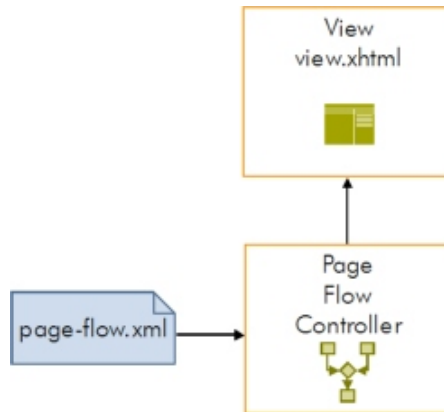 View
view.xhtml
Page
Flow
Controller
page-flow.xml